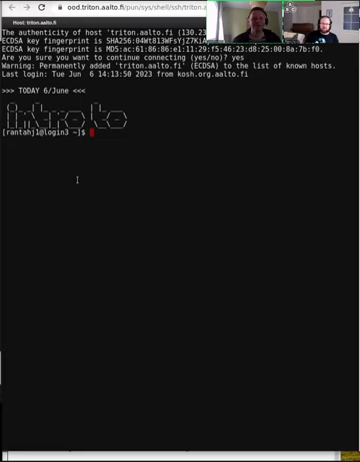 ood.triton.aalto.fi/pun/sys/shell/ssh/triton.a
Host: triton.aalto.fi
The authenticity of host 'triton.aalto.fi (130.23
ECDSA key fingerprint is
ECDSA key fingerprint is MD5:ac:61:86:86:e1:11:29:f5:46:23:d8:25:00:8a:7b:f0.
Are you sure you want to continue connecting (yes/no)? yes
Warning: Permanently added 'triton.aalto.fi' (ECDSA) to the list of known hosts.
Last login: Tue Jun  6 14:13:50 2023 from kosh.org.aalto.fi
>>> TODAY 6/June <<<
intro to
[rantahj1@login3 ~]$